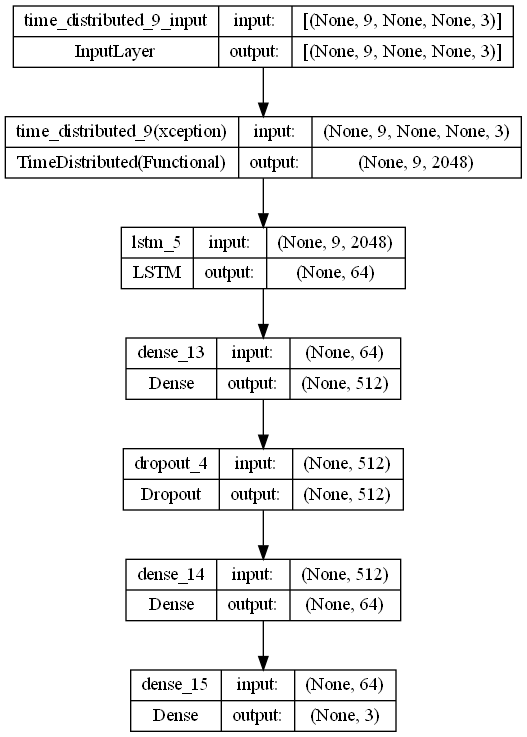 time_distributed_9_input input: [(None, 9, None, None, 3)]
InputLayer output: [(None, 9, None, None, 3)]
time_distributed_9(xception) input: (None, 9, None, None, 3)
TimeDistributed(Functional) output: (None, 9, 2048)
lstm_5 input: (None, 9, 2048)
LSTM output: (None, 64)
dense_13 input: (None, 64)
Dense output: (None, 512)
dropout_4 input: (None, 512)
Dropout output: (None, 512)
dense_14 input: (None, 512)
Dense output: (None, 64)
dense_15 input: (None, 64)
Dense output: (None, 3)